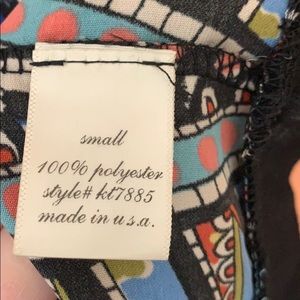 small
100% polyester
style# kt7885
made in u.s.a.